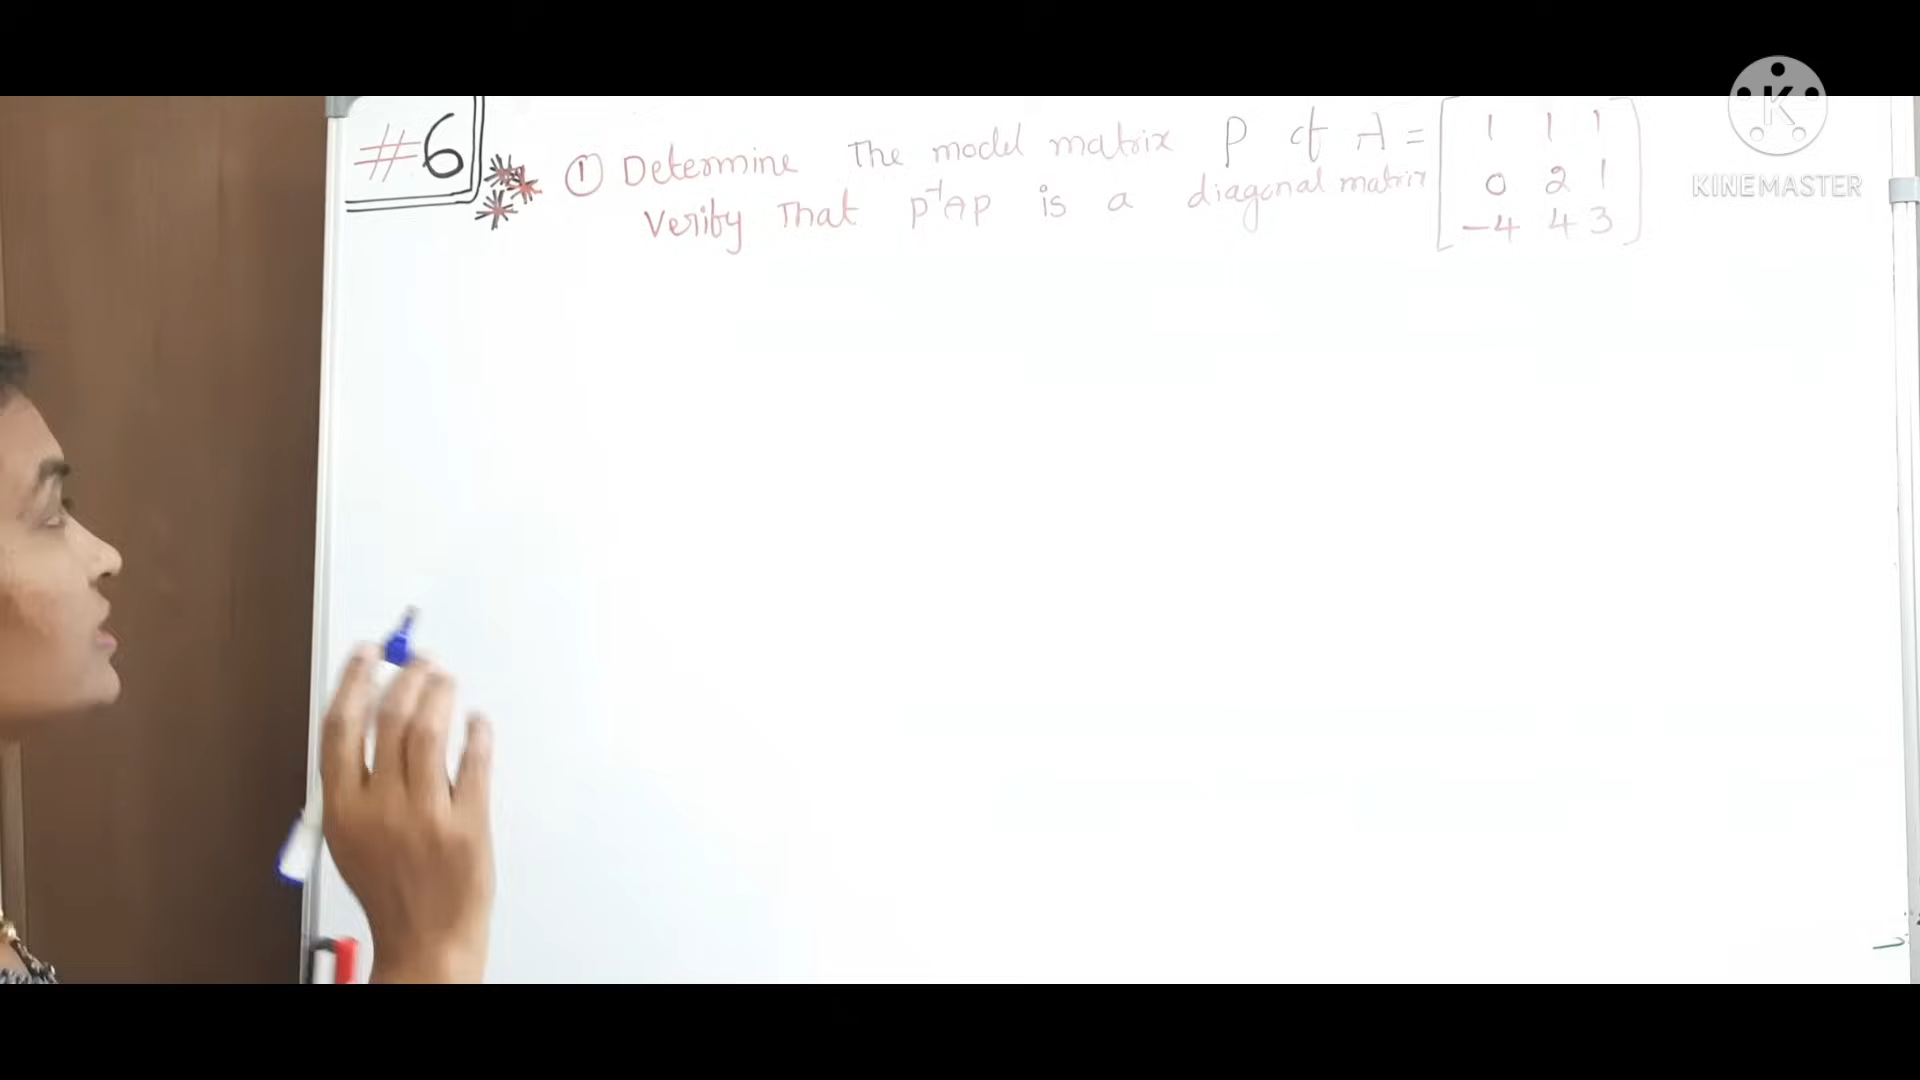 #6
① Determine The model matrix P of A = [ 1 1 1
0 2 1
-4 4 3 ]
Verify That P⁻¹AP is a diagonal matrix
K
KINEMASTER